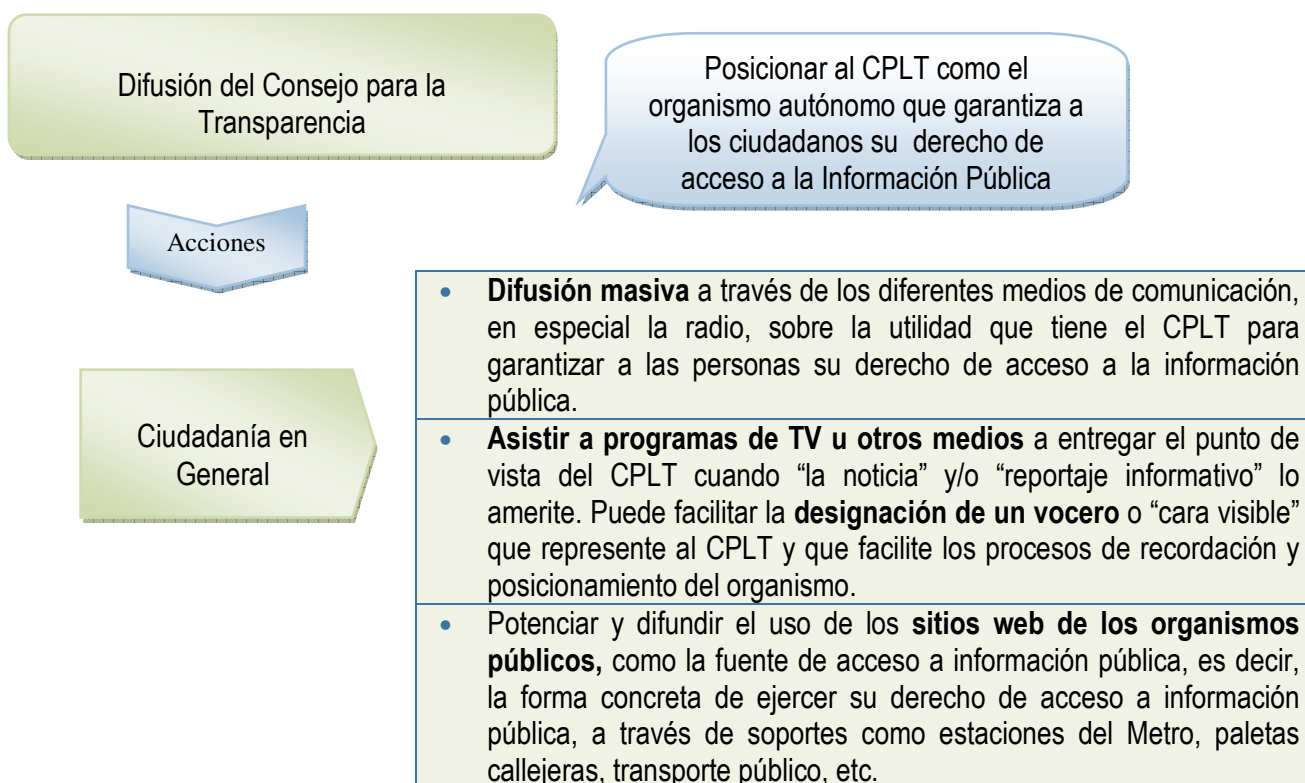 Difusión del Consejo para la
Transparencia
Posicionar al CPLT como el
organismo autónomo que garantiza a
los ciudadanos su derecho de
acceso a la Información Pública
Acciones
Ciudadanía en
General
• Difusión masiva a través de los diferentes medios de comunicación,
en especial la radio, sobre la utilidad que tiene el CPLT para
garantizar a las personas su derecho de acceso a la información
pública.
• Asistir a programas de TV u otros medios a entregar el punto de
vista del CPLT cuando “la noticia” y/o “reportaje informativo” lo
amerite. Puede facilitar la designación de un vocero o “cara visible”
que represente al CPLT y que facilite los procesos de recordación y
posicionamiento del organismo.
• Potenciar y difundir el uso de los sitios web de los organismos
públicos, como la fuente de acceso a información pública, es decir,
la forma concreta de ejercer su derecho de acceso a información
pública, a través de soportes como estaciones del Metro, paletas
callejeras, transporte público, etc.